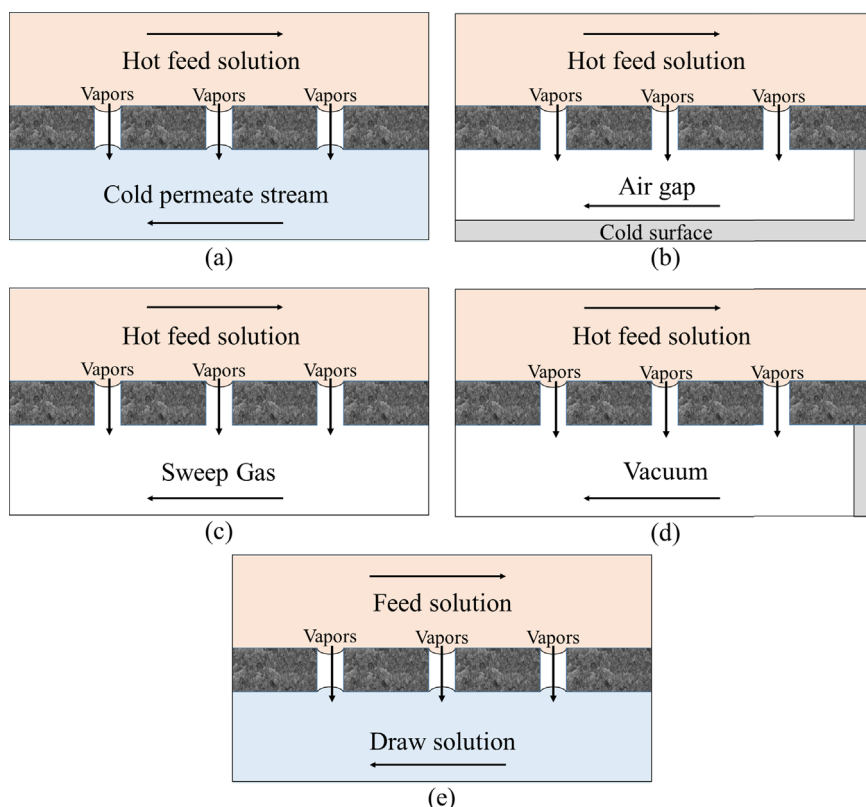 Hot feed solution
Vapors Vapors Vapors
Cold permeate stream
(a)
Hot feed solution
Vapors Vapors Vapors
Air gap
Cold surface
(b)
Hot feed solution
Vapors Vapors Vapors
Sweep Gas
(c)
Hot feed solution
Vapors Vapors Vapors
Vacuum
(d)
Feed solution
Vapors Vapors Vapors
Draw solution
(e)